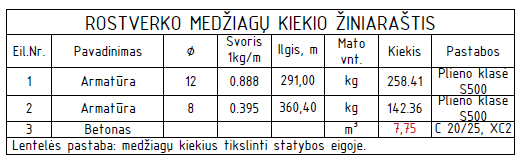 ROSTVERKO MEDŽIAGŲ KIEKIO ŽINIARAŠTIS
Eil.Nr. Pavadinimas ø Svoris 1kg/m Ilgis, m Mato vnt. Kiekis Pastabos
1 Armatūra 12 0.888 291,00 kg 258.41 Plieno klasė S500
2 Armatūra 8 0.395 360,40 kg 142.36 Plieno klasė S500
3 Betonas m³ 7,75 C 20/25, XC2
Lentelės pastaba: medžiagų kiekius tikslinti statybos eigoje.